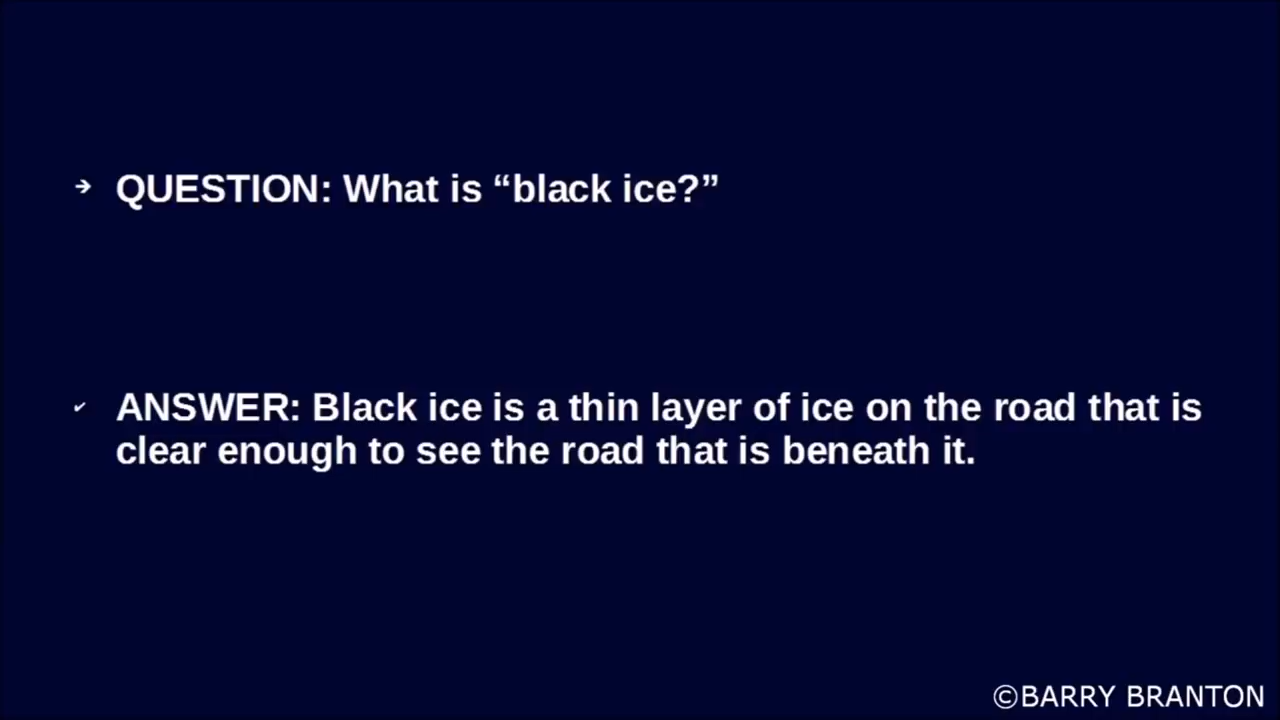 ➔ QUESTION: What is “black ice?”
✔ ANSWER: Black ice is a thin layer of ice on the road that is
clear enough to see the road that is beneath it.
©BARRY BRANTON